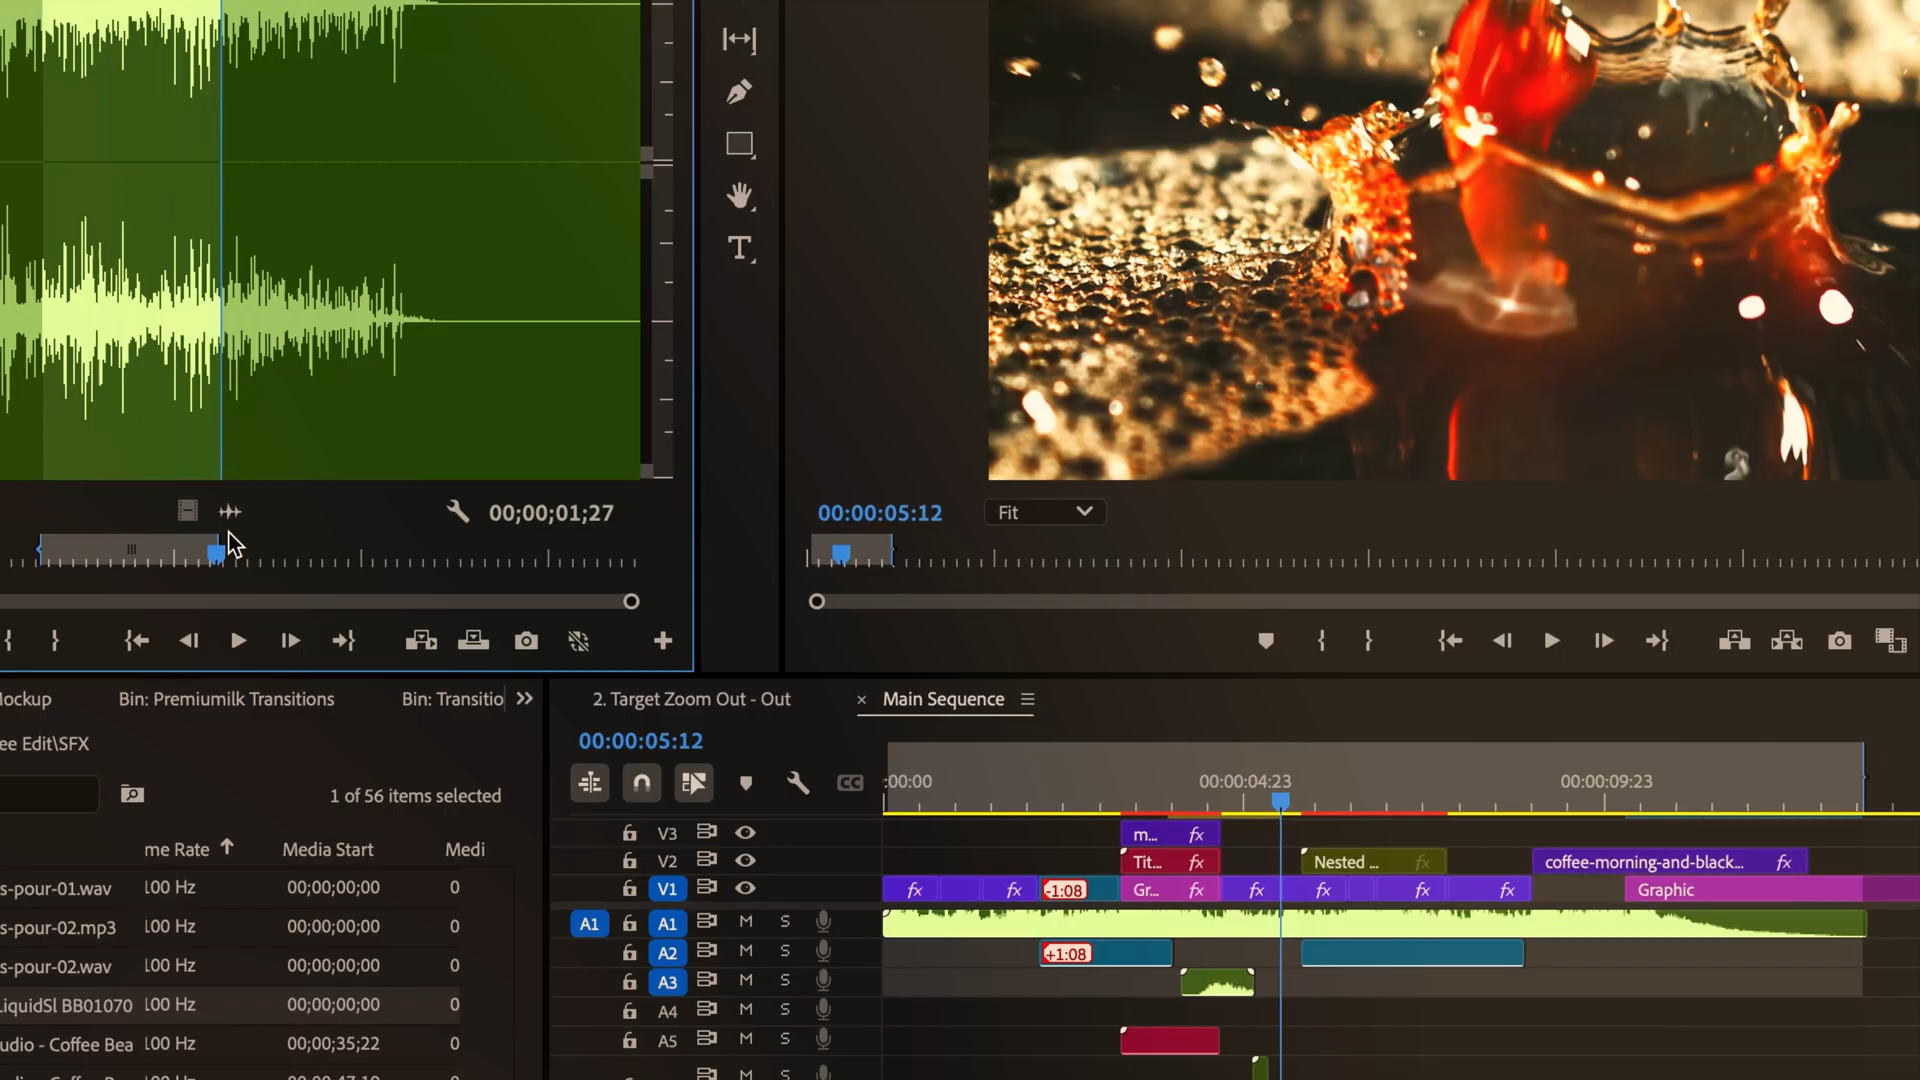 T
00;00;01;27
00:00:05:12
Fit
Mockup
Bin: Premiumilk Transitions
Bin: Transitio
2. Target Zoom Out - Out
Main Sequence
ee Edit\SFX
00:00:05:12
1 of 56 items selected
:00:00
00:00:04:23
00:00:09:23
me Rate
Media Start
Medi
V3
m...
fx
V2
Tit...
fx
Nested ...
fx
coffee-morning-and-black...
fx
s-pour-01.wav
100 Hz
00;00;00;00
0
V1
fx
fx
-1:08
Gr...
fx
fx
fx
fx
fx
Graphic
s-pour-02.mp3
100 Hz
00;00;00;00
0
A1
A1
M
S
s-pour-02.wav
100 Hz
00;00;00;00
0
A2
M
S
+1:08
A3
M
S
LiquidSl BB01070
100 Hz
00;00;00;00
0
A4
M
S
udio - Coffee Bea
100 Hz
00;00;35;22
0
A5
M
S
M
S